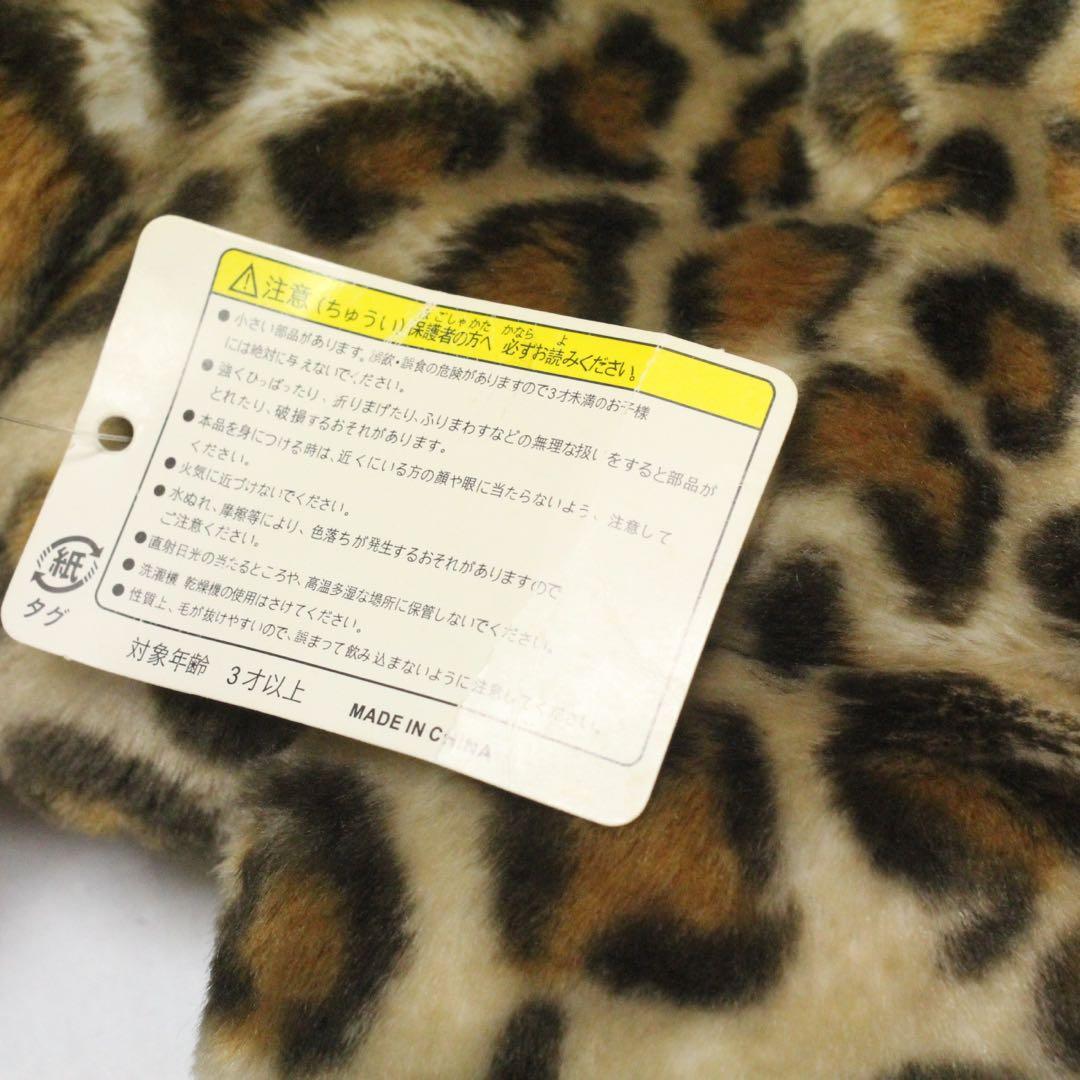 注意(ちゅうい)保護者の方へ 必ずお読みください。
ごしゃかた かなら よ
●小さい部品があります。誤飲・誤食の危険がありますので3才未満のお子様
には絶対に与えないでください。
●強くひっぱったり、折りまげたり、ふりまわすなどの無理な扱いをすると部品が
とれたり、破損するおそれがあります。
●本品を身につける時は、近くにいる方の顔や眼に当たらないよう、注意して
ください。
●火気に近づけないでください。
●水ぬれ、摩擦等により、色落ちが発生するおそれがありますので
ご注意ください。
●直射日光の当たるところや、高温多湿な場所に保管しないでください。
●洗濯機 乾燥機の使用はさけてください。
●性質上、毛が抜けやすいので、誤まって飲み込まないように注意してください。
紙
タグ
対象年齢 3才以上
MADE IN CHINA